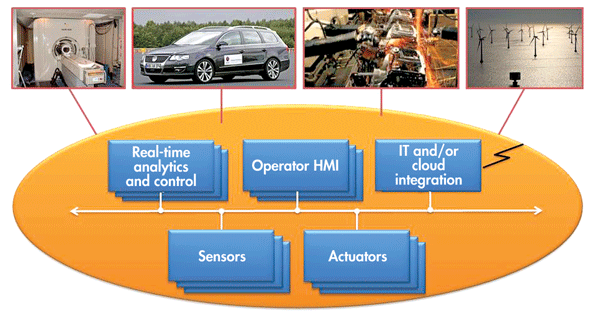 Real-time
analytics
and control
Operator HMI
IT and/or
cloud
integration
Sensors
Actuators